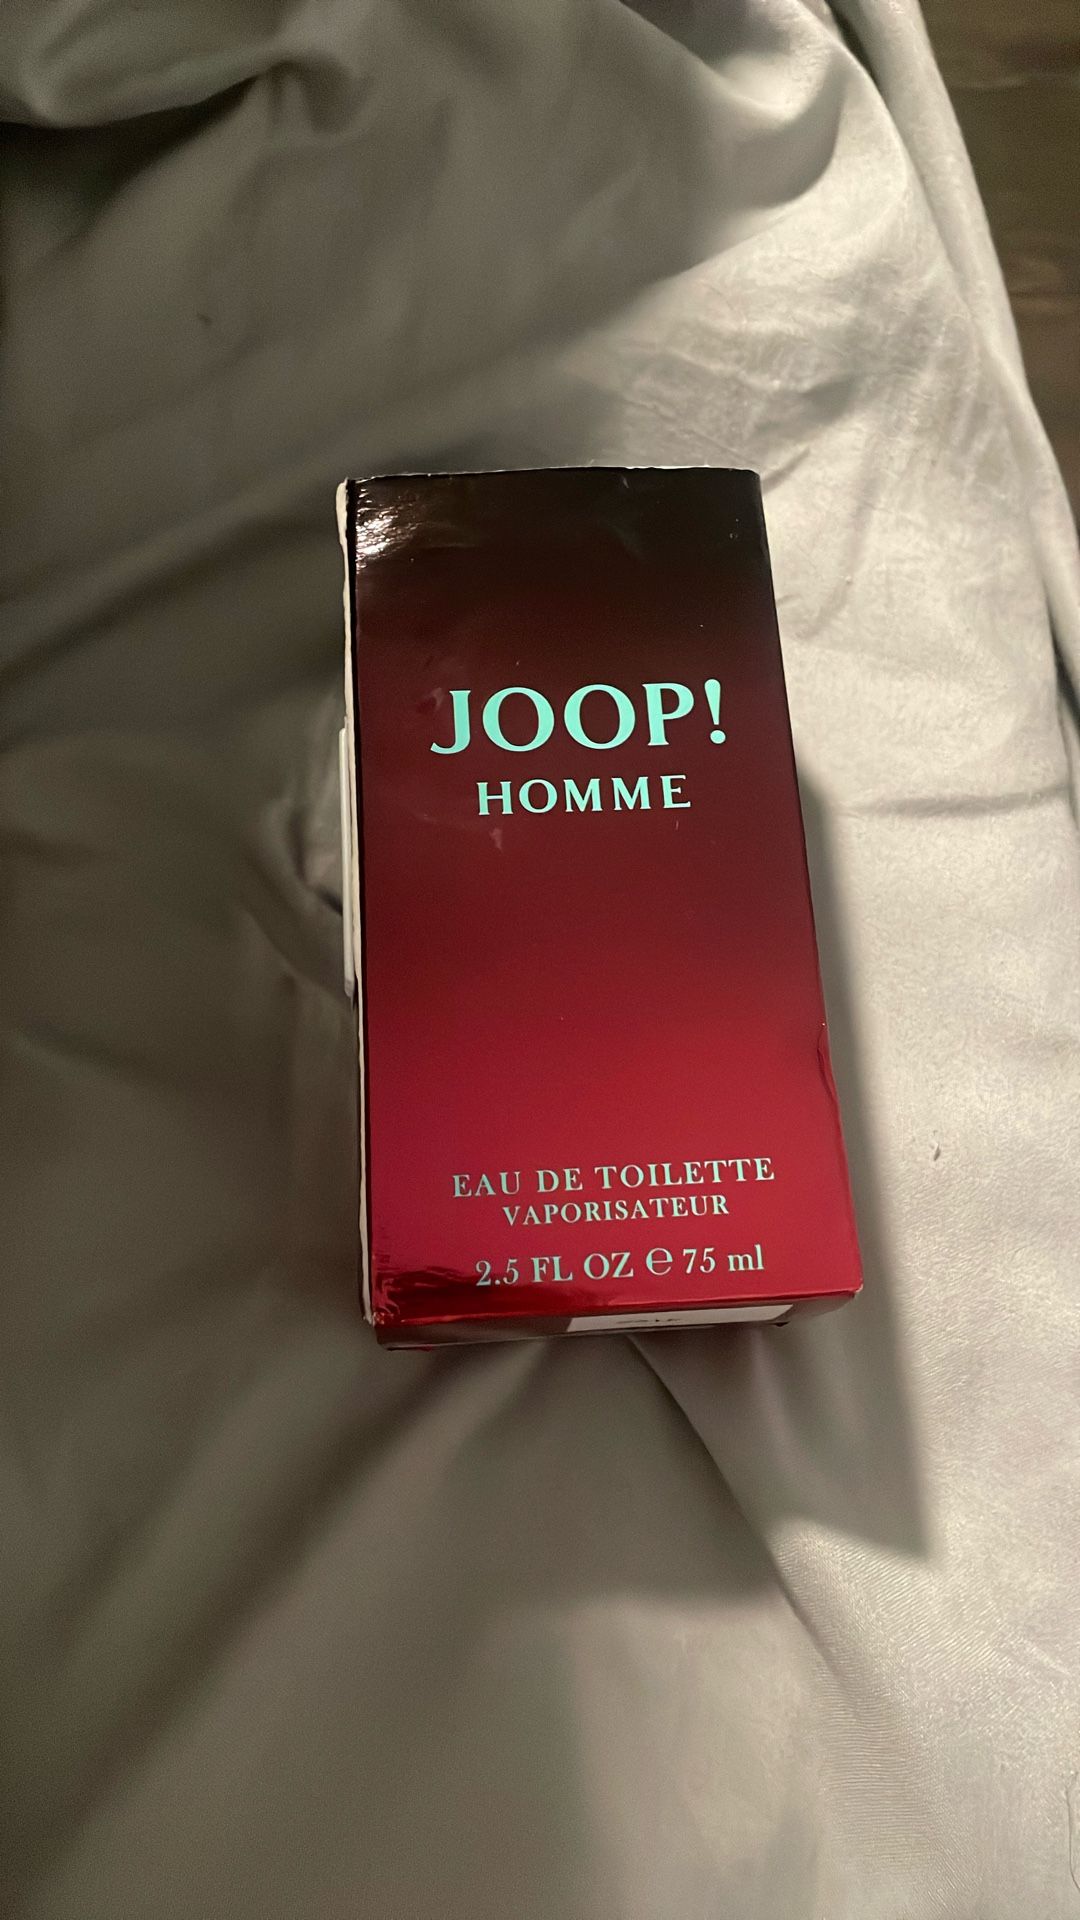 JOOP!
HOMME
EAU DE TOILETTE
VAPORISATEUR
2.5 FL OZ ℮ 75 ml